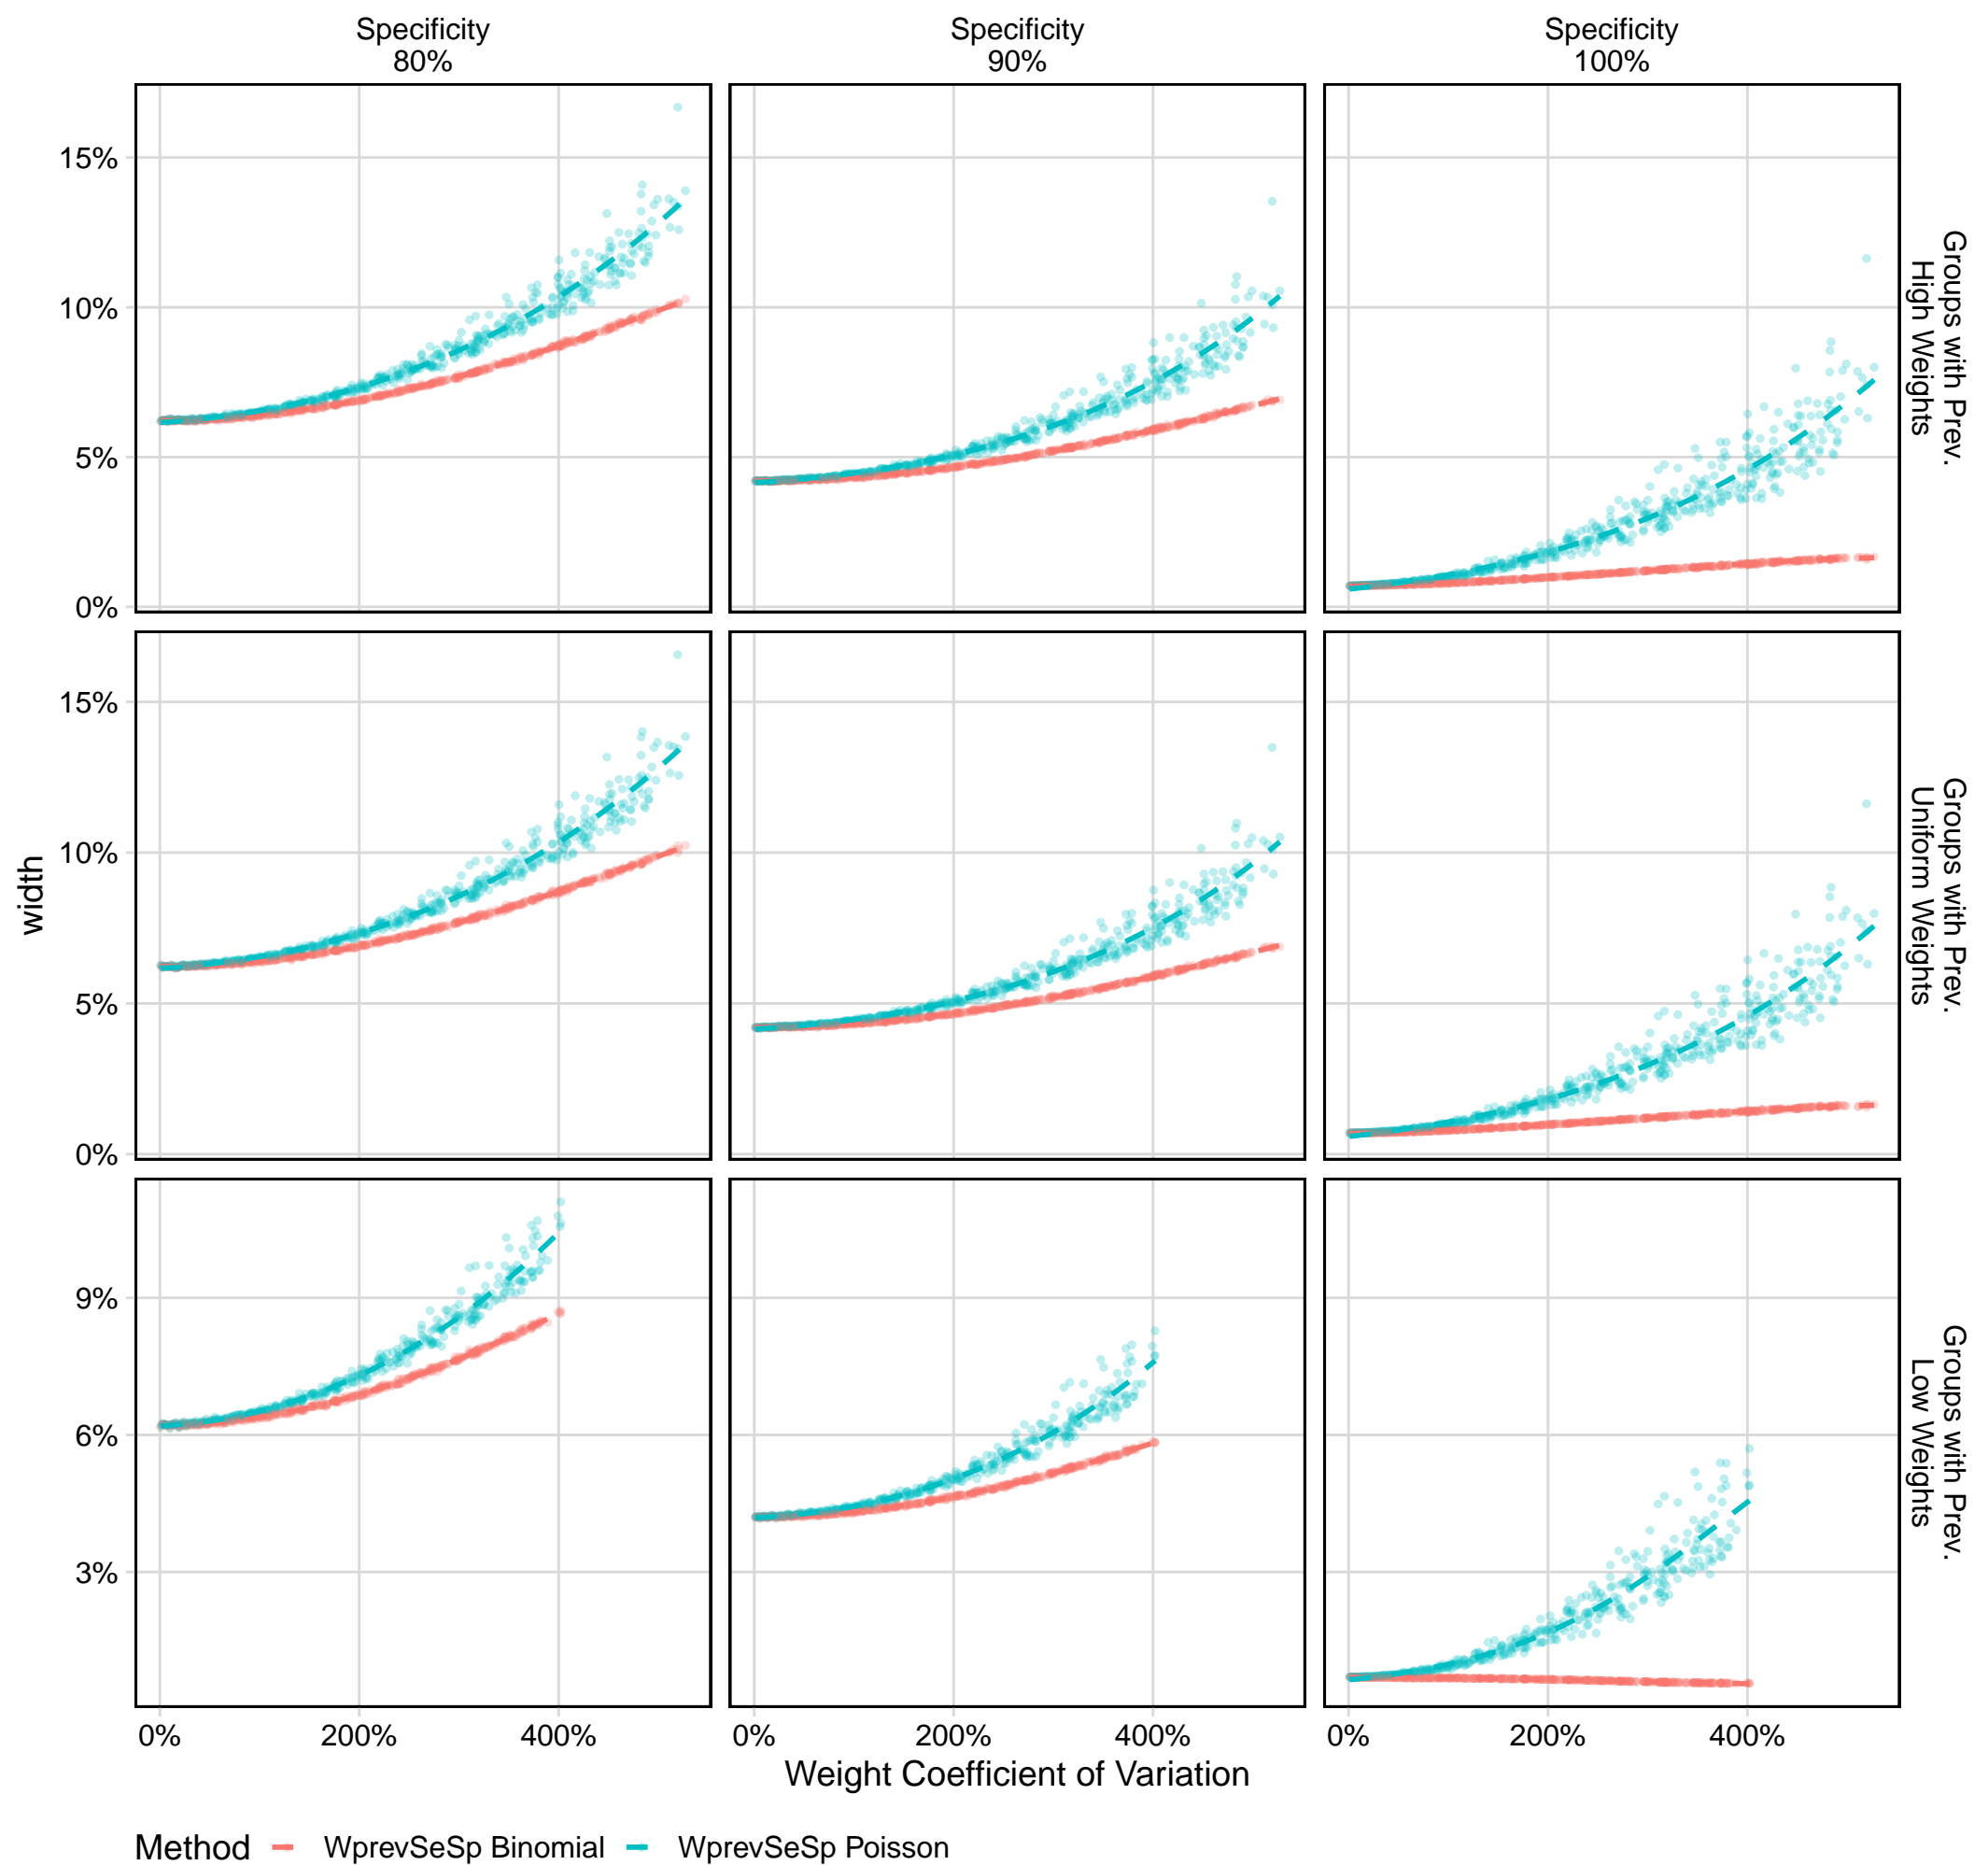 Specificity
80%
Specificity
90%
Specificity
100%
15%
10%
5%
0%
Groups with Prev.
High Weights
15%
10%
5%
0%
Groups with Prev.
Uniform Weights
width
9%
6%
3%
Groups with Prev.
Low Weights
0% 200% 400% 0% 200% 400% 0% 200% 400%
Weight Coefficient of Variation
Method WprevSeSp Binomial WprevSeSp Poisson